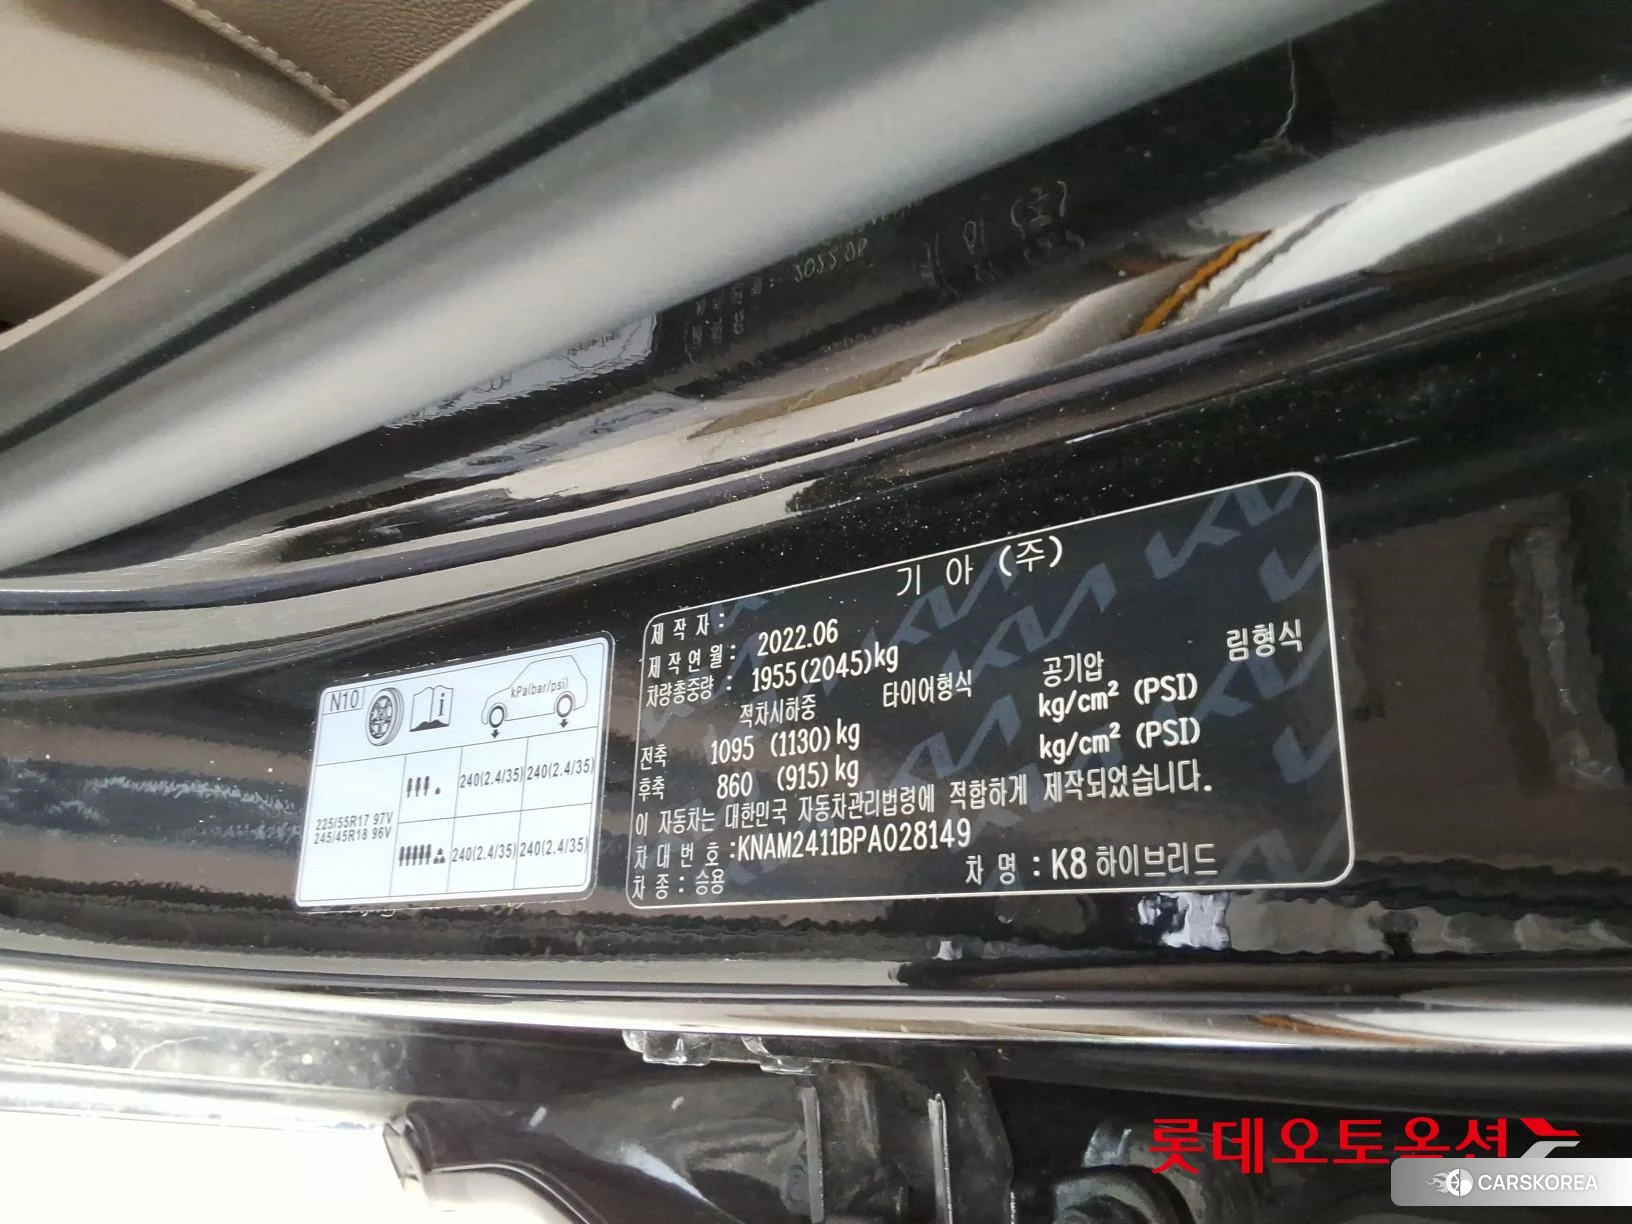 기 아 (주)
제 작 자 :
제 작 연 월 : 2022.06
차량총중량 : 1955(2045)kg
적차시하중 타이어형식 공기압 림형식
전축 1095 (1130)kg kg/cm² (PSI)
후축 860 (915)kg kg/cm² (PSI)
이 자동차는 대한민국 자동차관리법령에 적합하게 제작되었습니다.
차 대 번 호 :KNAM2411BPA028149
차 종 : 승용 차 명 : K8 하이브리드
N10 i kPa(bar/psi)
225/55R17 97V
245/45R18 96V
240(2.4/35) 240(2.4/35)
240(2.4/35) 240(2.4/35)
롯데오토옥션
CARSKOREA